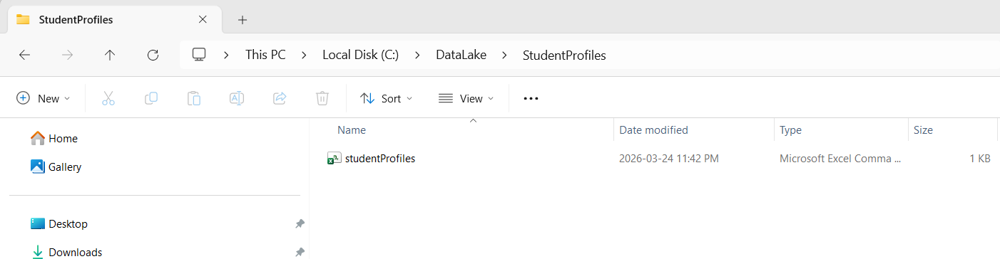 StudentProfiles
This PC > Local Disk (C:) > DataLake > StudentProfiles
New Sort View
Name Date modified Type Size
Home
studentProfiles 2026-03-24 11:42 PM Microsoft Excel Comma ... 1 KB
Gallery
Desktop
Downloads